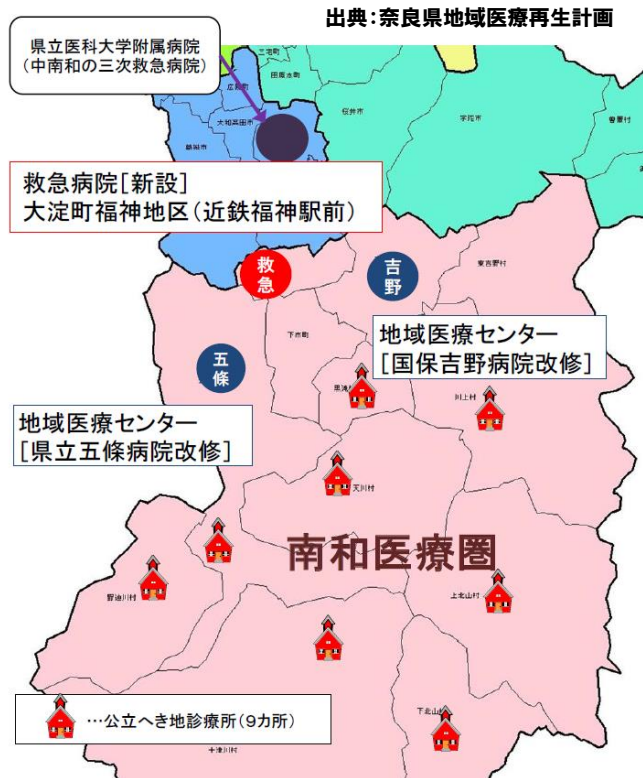 出典:奈良県地域医療再生計画
県立医科大学附属病院
(中南和の三次救急病院)
三宅町
田原本町
広陵町
大和高田市
桜井市
宇陀市
曽爾村
御所市
救急病院[新設]
大淀町福神地区(近鉄福神駅前)
救急
吉野
東吉野村
下市町
地域医療センター
[国保吉野病院改修]
五條
黒滝村
川上村
地域医療センター
[県立五條病院改修]
天川村
南和医療圏
野迫川村
上北山村
…公立へき地診療所(9カ所)
下北山村
十津川村